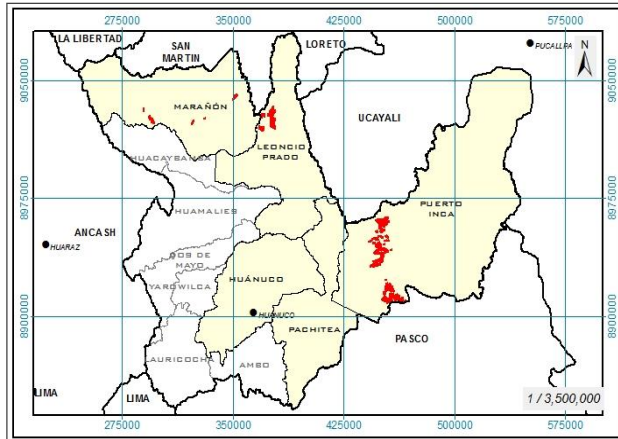 275000 350000 425000 500000 575000
LA LIBERTAD
SAN
MARTIN
LORETO
PUCALLPA
N
9050000
9050000
MARAÑÓN
UCAYALI
LEONCIO
PRADO
HUACAYBAMBA
8975000
8975000
PUERTO
INCA
HUAMALIES
ANCASH
HUARAZ
DOS DE
MAYO
YAROWILCA
HUÁNUCO
HUANUCO
8900000
8900000
PACHITEA
PASCO
LAURICOCHA
AMBO
LIMA
LIMA
1 / 3,500,000
275000 350000 425000 500000 575000